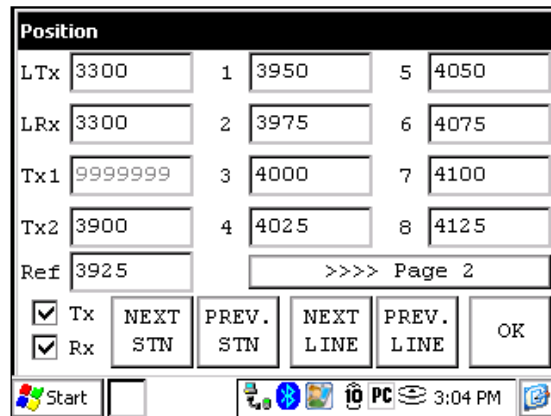 Position
LTx 3300 1 3950 5 4050
LRx 3300 2 3975 6 4075
Tx1 9999999 3 4000 7 4100
Tx2 3900 4 4025 8 4125
Ref 3925 >>>> Page 2
Tx NEXT STN PREV. STN NEXT LINE PREV. LINE OK
Rx
Start PC 3:04 PM